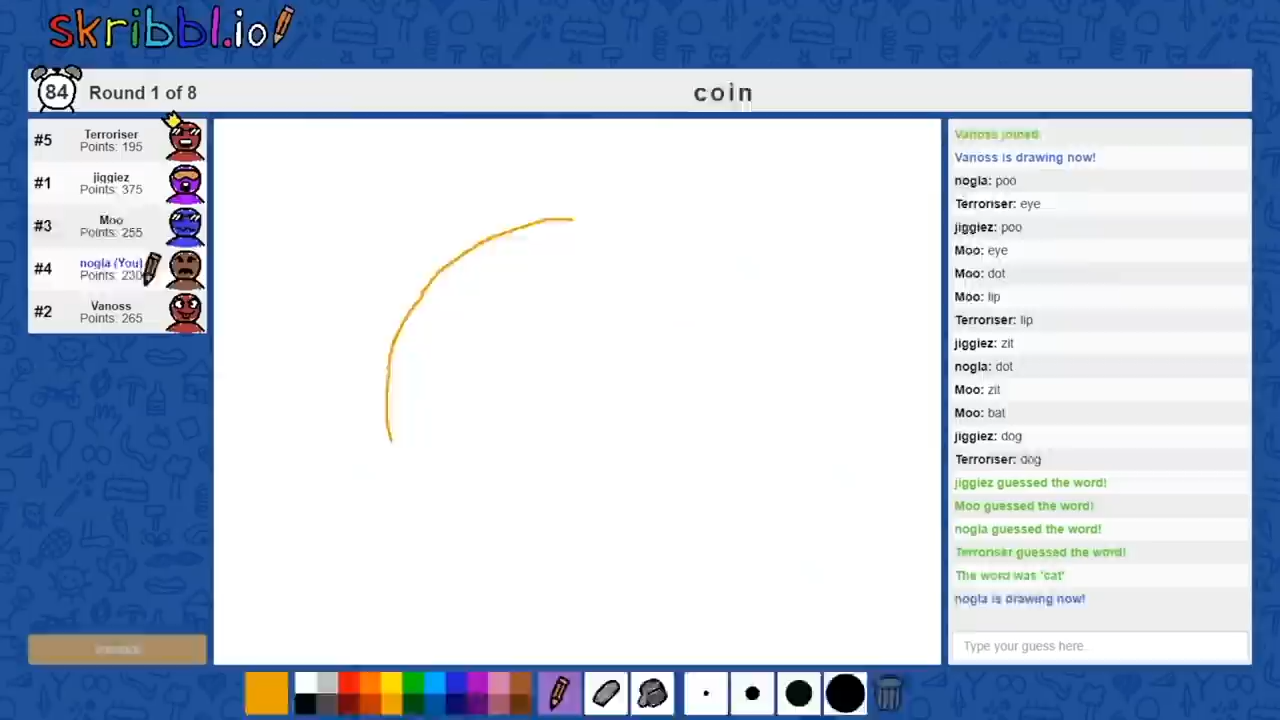 skribbl.io
84
Round 1 of 8
coin
#5
Terroriser
Points: 195
#1
jiggiez
Points: 375
#3
Moo
Points: 255
#4
nogla (You)
Points: 230
#2
Vanoss
Points: 265
Vanoss joined
Vanoss is drawing now!
nogla: poo
Terroriser: eye
jiggiez: poo
Moo: eye
Moo: dot
Moo: lip
Terroriser: lip
jiggiez: zit
nogla: dot
Moo: zit
Moo: bat
jiggiez: dog
Terroriser: dog
jiggiez guessed the word!
Moo guessed the word!
nogla guessed the word!
Terroriser guessed the word!
The word was 'cat'
nogla is drawing now!
Type your guess here...